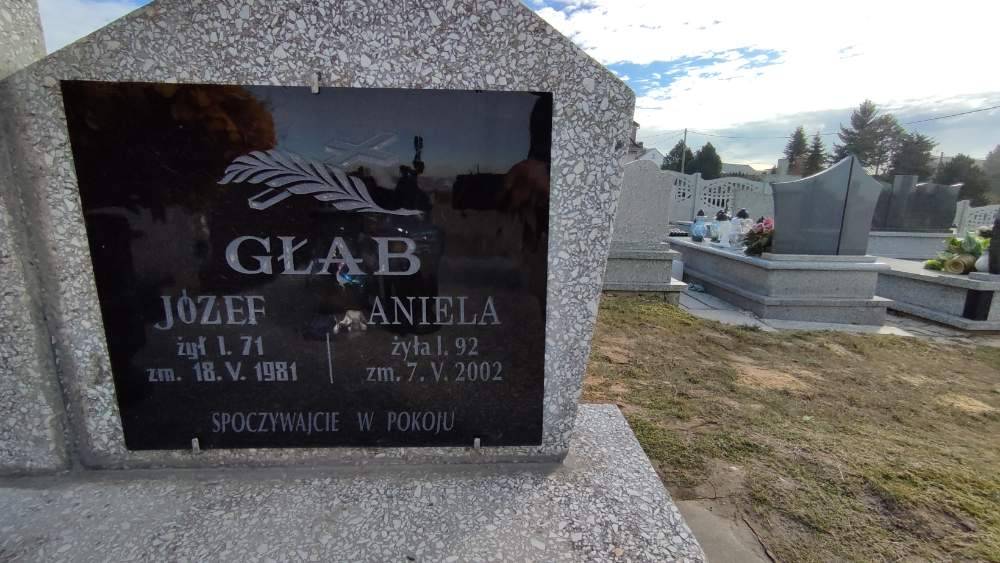 GŁĄB
JÓZEF
żył l. 71
zm. 18. V. 1981
ANIELA
żyła l. 92
zm. 7. V. 2002
SPOCZYWAJCIE W POKOJU